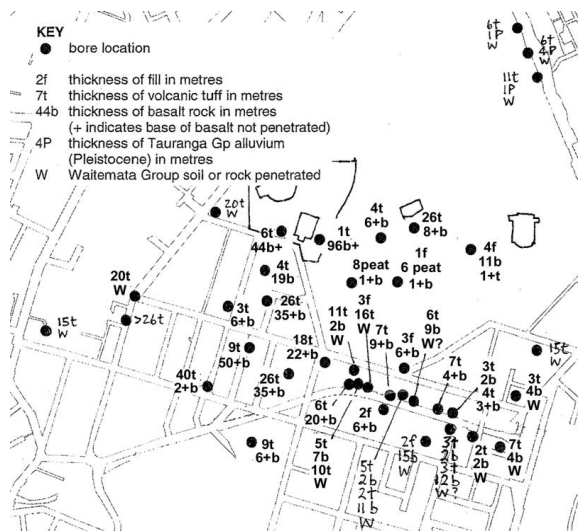 KEY
bore location
2f thickness of fill in metres
7t thickness of volcanic tuff in metres
44b thickness of basalt rock in metres
(+ indicates base of basalt not penetrated)
4P thickness of Tauranga Gp alluvium
(Pleistocene) in metres
W Waitemata Group soil or rock penetrated
6t
1P
W
6t
4P
W
11t
1P
W
20t
W
6t
44b+
1t
96b+
4t
6+b
26t
8+b
4f
11b
1+t
4t
19b
8peat
1+b
1f
6 peat
1+b
20t
W
>26t
15t
W
3t
6+b
26t
35+b
11t
2b
W
3f
16t
W
7t
9+b
3f
6+b
6t
9b
W?
9t
50+b
18t
22+b
15t
W
40t
2+b
26t
35+b
7t
4+b
3t
2b
4t
3+b
3t
4b
W
6t
20+b
2f
6+b
9t
6+b
5t
7b
10t
W
5t
2b
2t
11b
W
2f
15b
W
3t
2b
3t
12b
W?
2t
2b
W
7t
4b
W